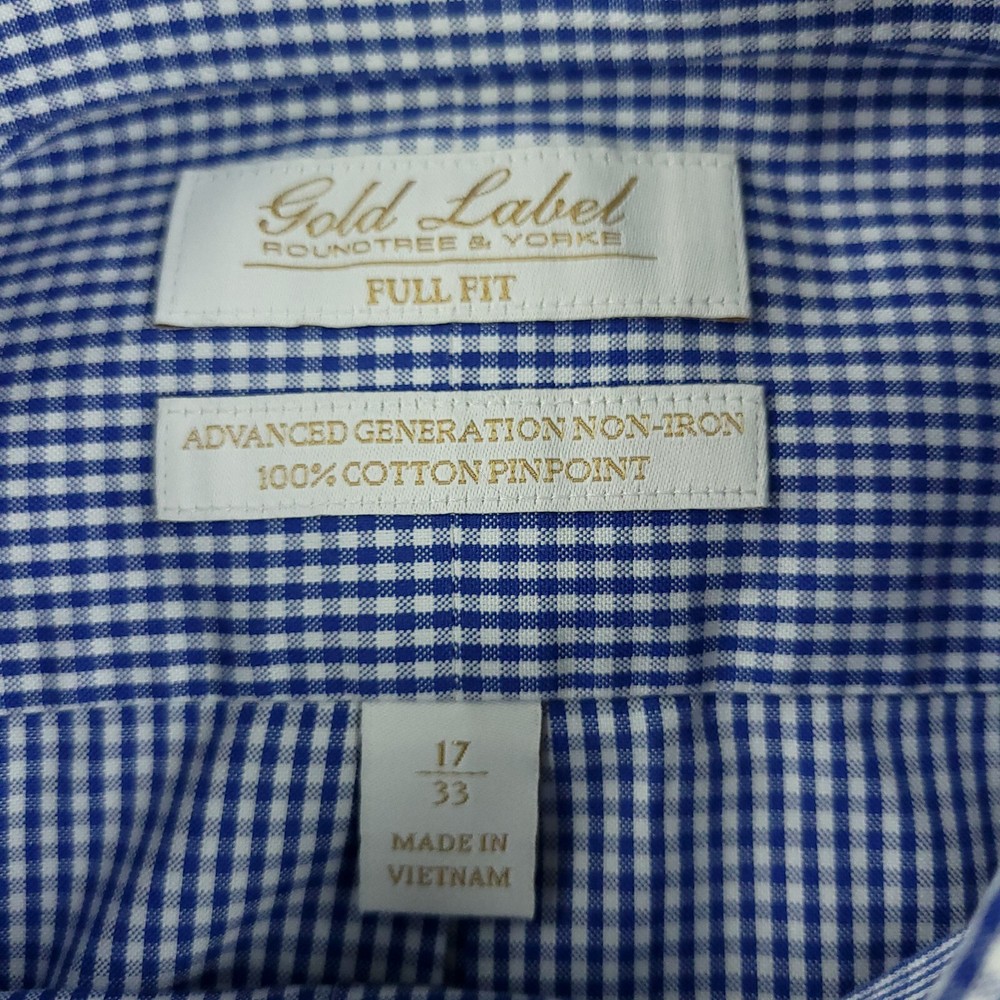 Gold Label
ROUNDTREE & YORKE
FULL FIT
ADVANCED GENERATION NON-IRON
100% COTTON PINPOINT
17
33
MADE IN
VIETNAM